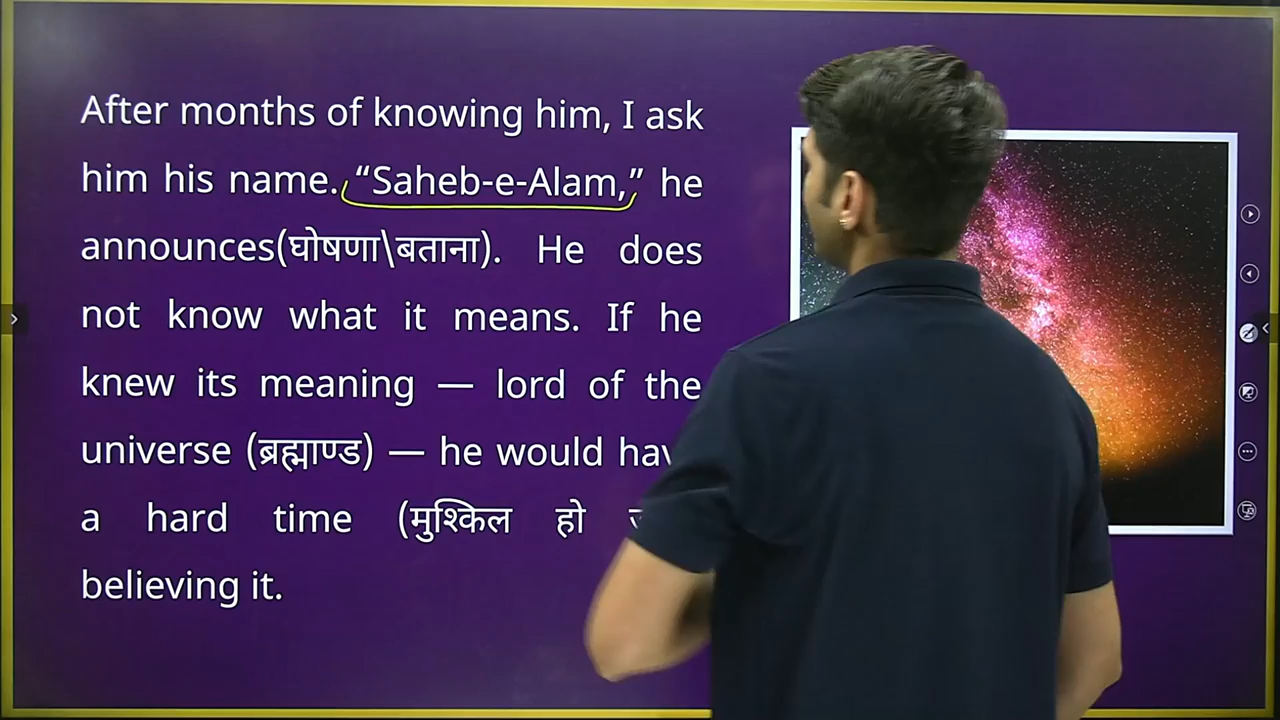 After months of knowing him, I ask
him his name. “Saheb-e-Alam,” he
announces(घोषणा\बताना). He does
not know what it means. If he
knew its meaning — lord of the
universe (ब्रह्माण्ड) — he would
a hard time (मुश्किल हो
believing it.